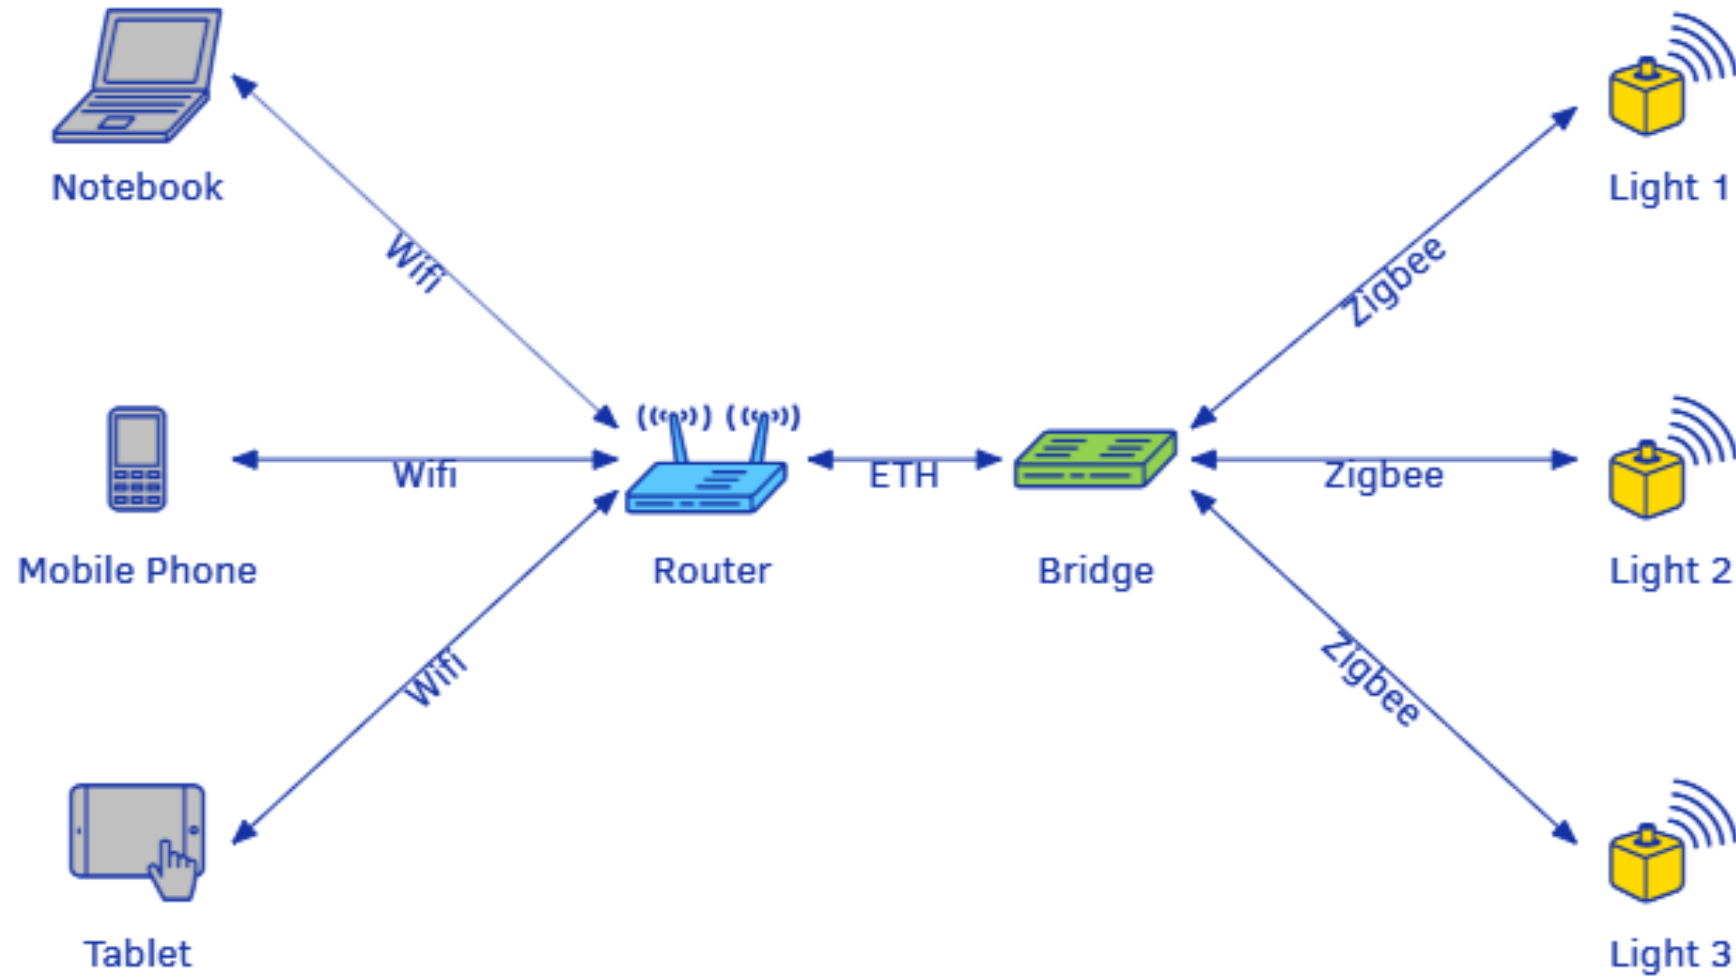 Notebook
Light 1
Wifi
Zigbee
Wifi
ETH
Zigbee
Mobile Phone
Router
Bridge
Light 2
Wifi
Zigbee
Tablet
Light 3